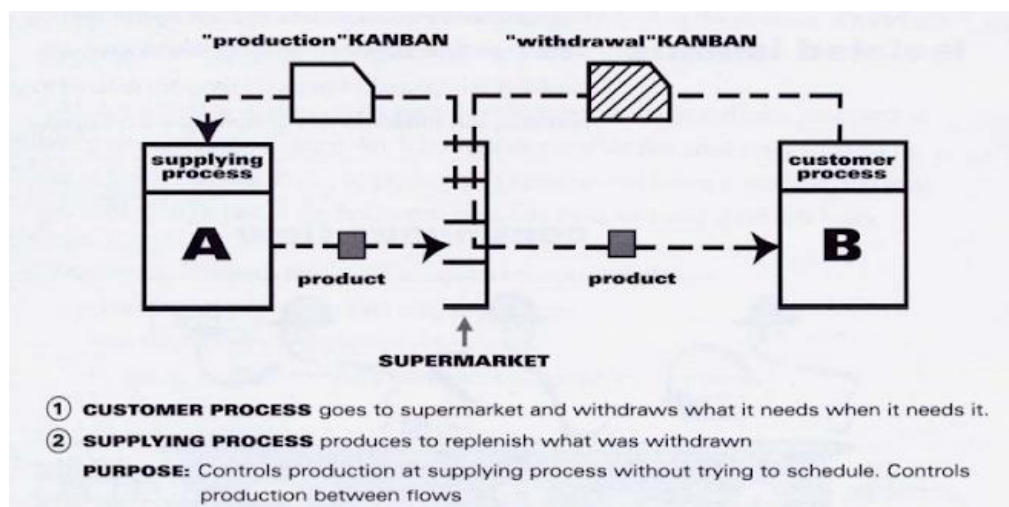 "production"KANBAN
"withdrawal"KANBAN
supplying
process
customer
process
A
B
product
product
SUPERMARKET
1 CUSTOMER PROCESS goes to supermarket and withdraws what it needs when it needs it.
2 SUPPLYING PROCESS produces to replenish what was withdrawn
PURPOSE: Controls production at supplying process without trying to schedule. Controls
production between flows